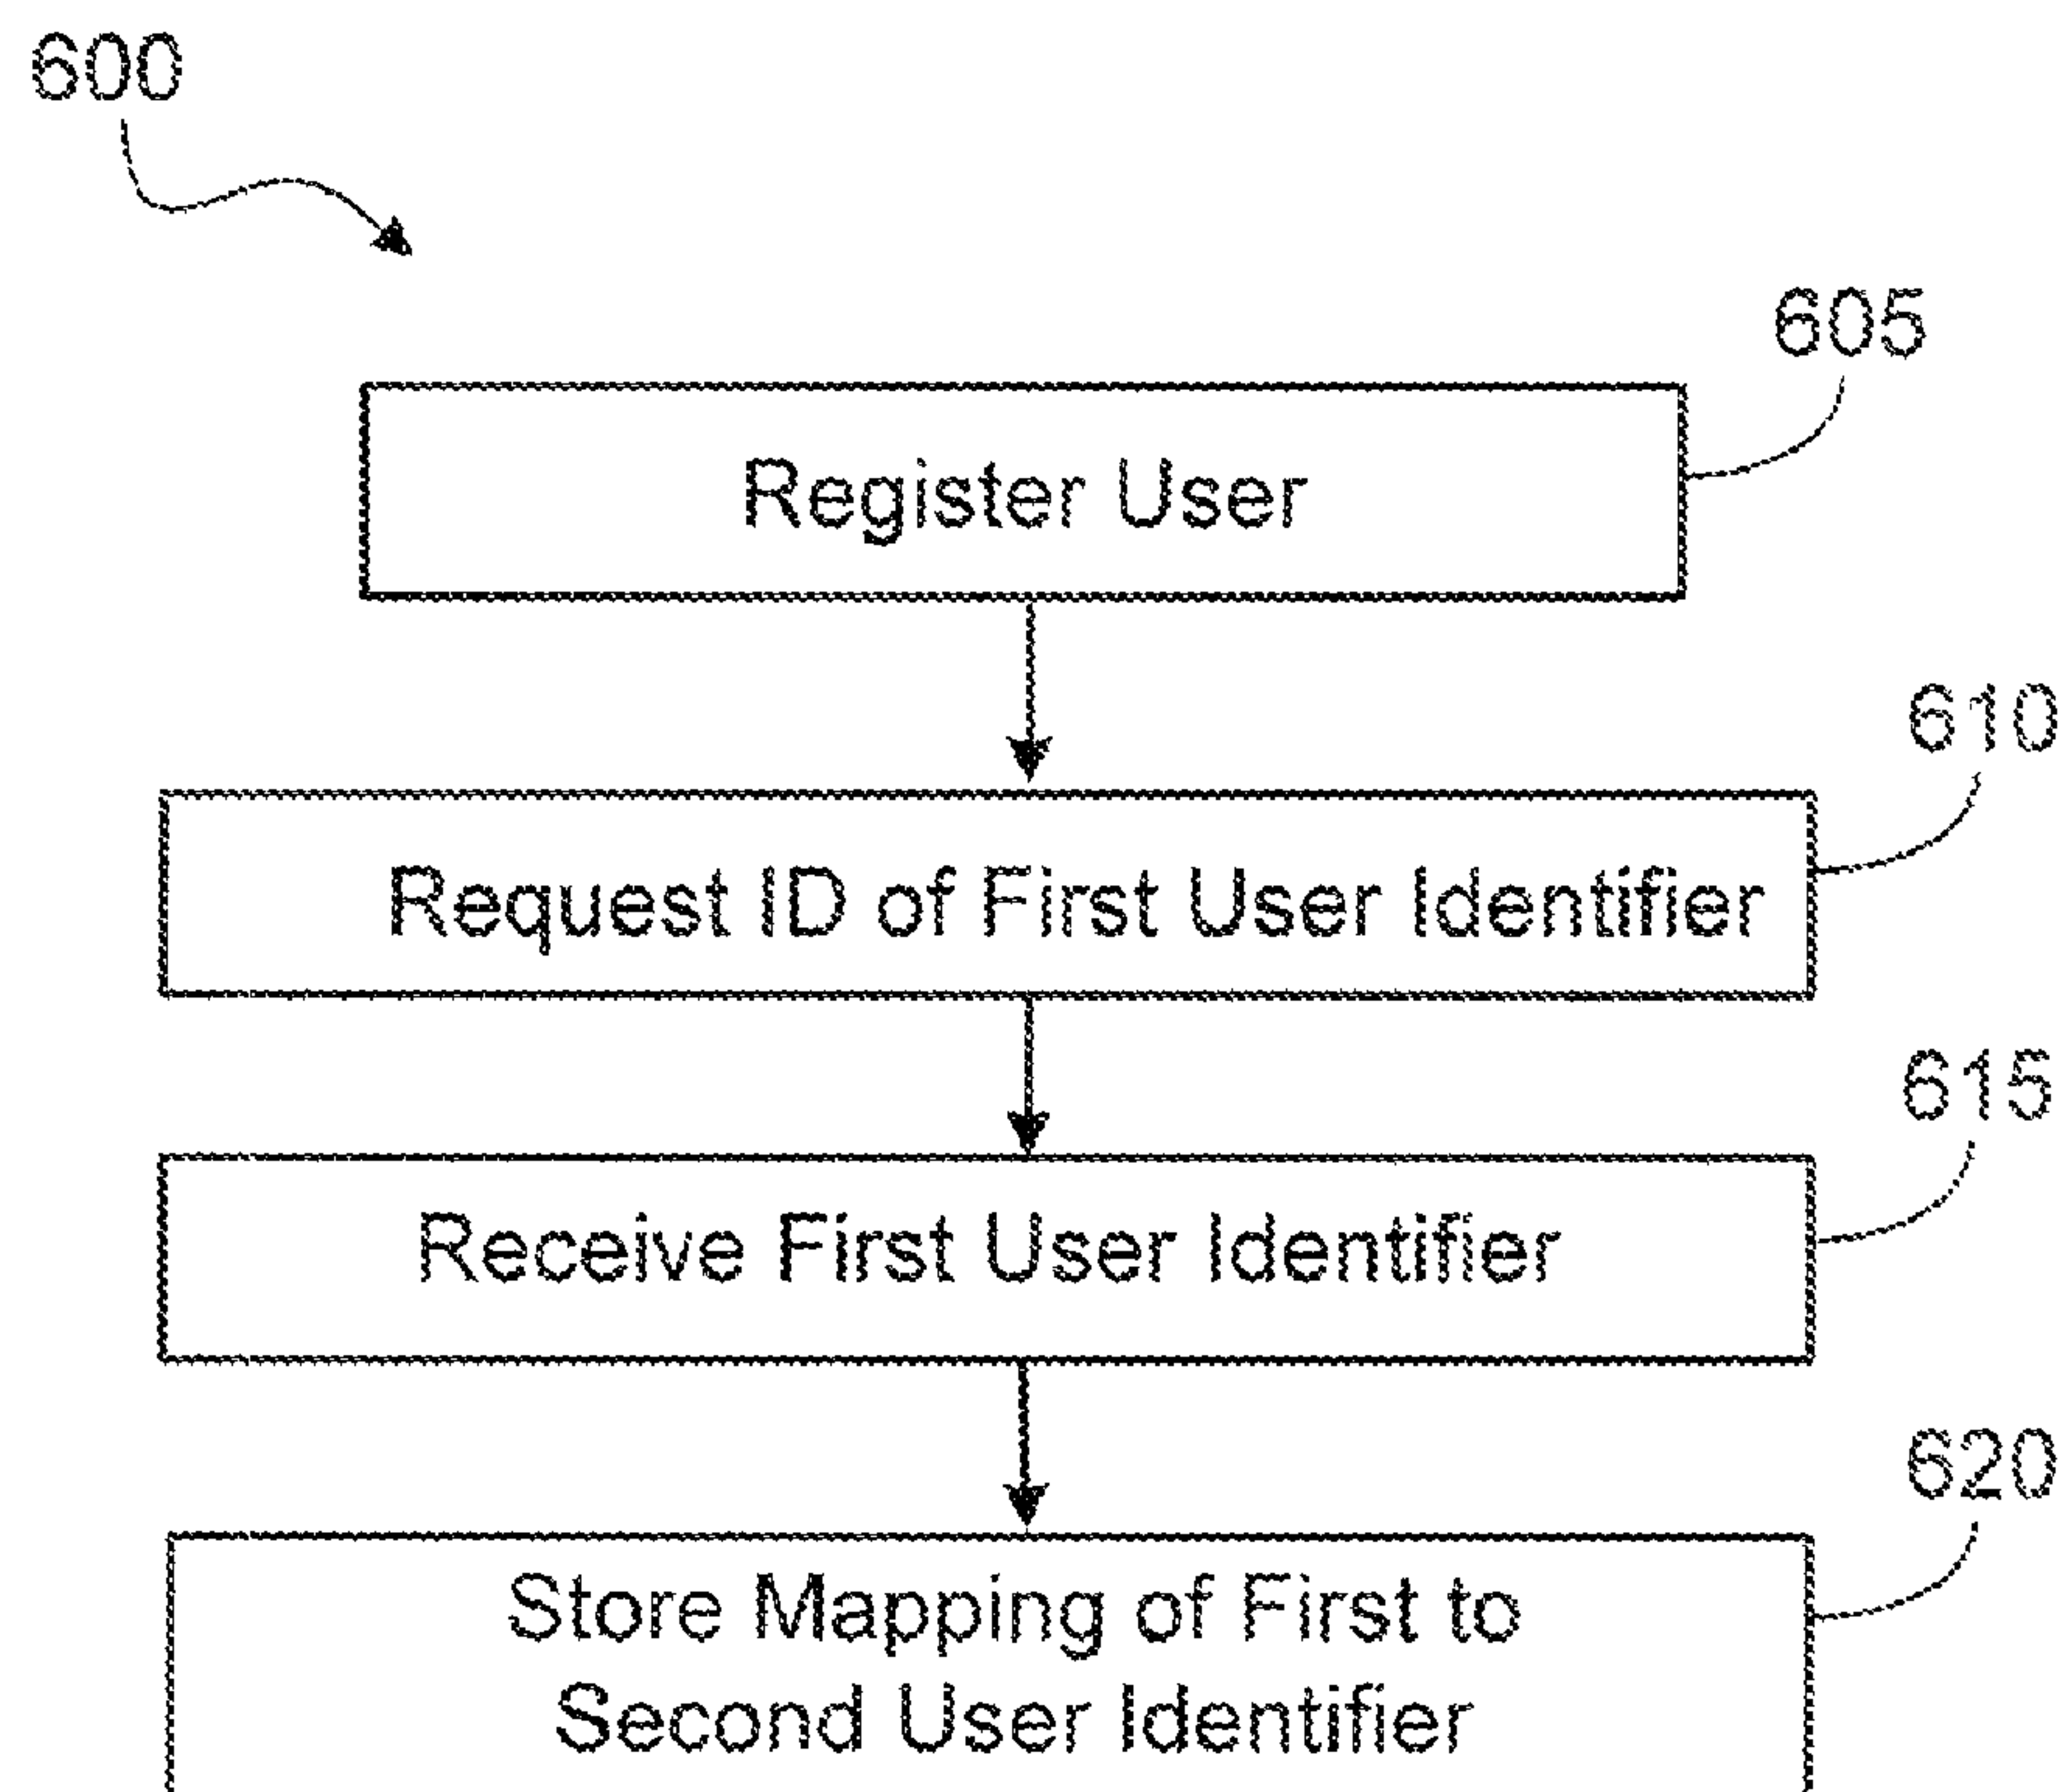 600
605
Register User
610
Request ID of First User Identifier
615
Receive First User Identifier
620
Store Mapping of First to
Second User Identifier